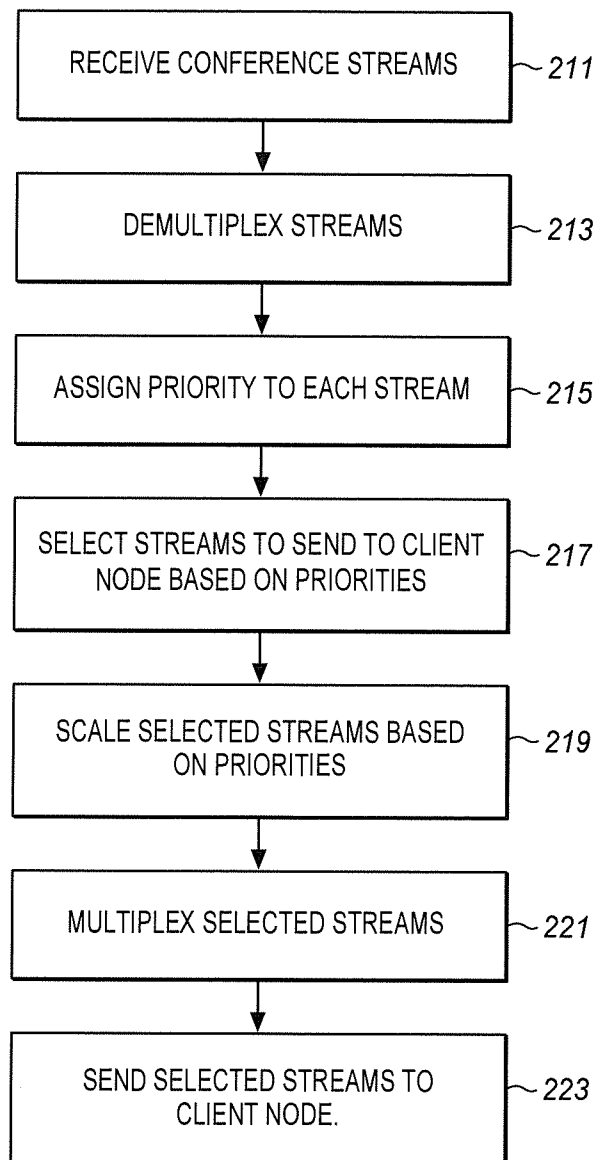 RECEIVE CONFERENCE STREAMS
211
DEMULTIPLEX STREAMS
213
ASSIGN PRIORITY TO EACH STREAM
215
SELECT STREAMS TO SEND TO CLIENT
NODE BASED ON PRIORITIES
217
SCALE SELECTED STREAMS BASED
ON PRIORITIES
219
MULTIPLEX SELECTED STREAMS
221
SEND SELECTED STREAMS TO
CLIENT NODE.
223